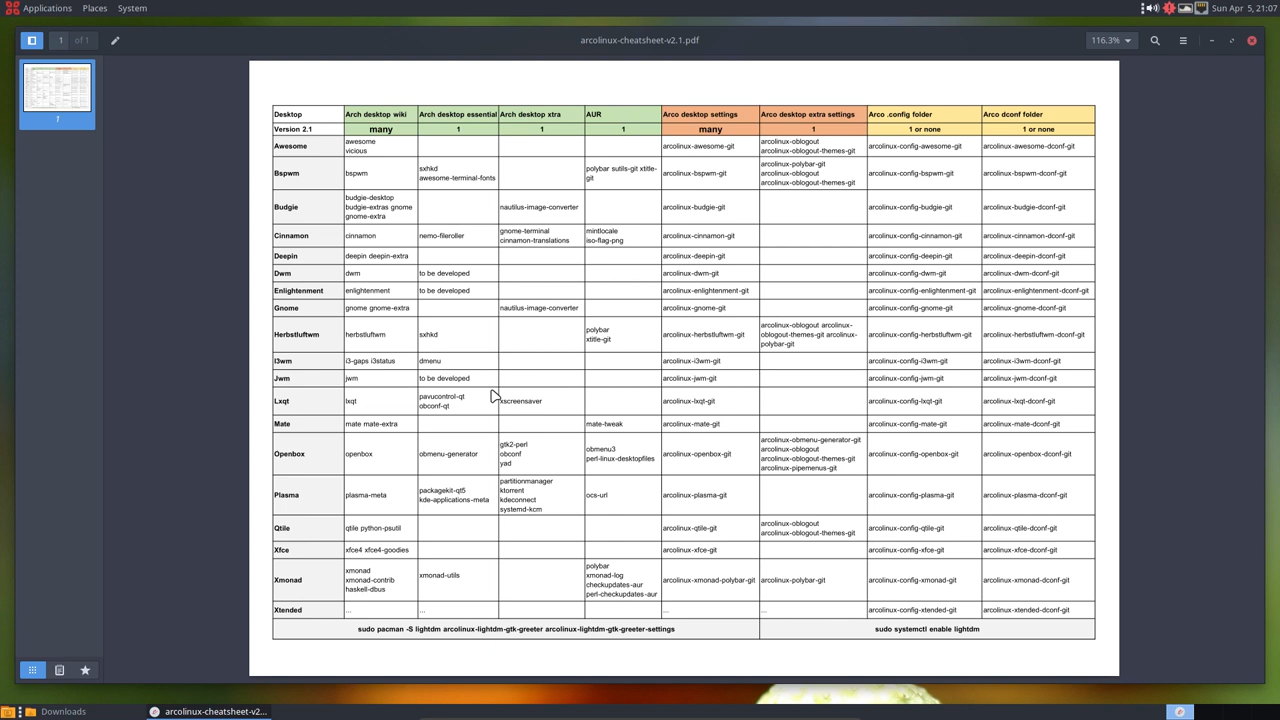 Applications Places System
Sun Apr 5, 21:07
1 of 1
arcolinux-cheatsheet-v2.1.pdf
116.3%
1
Desktop Arch desktop wiki Arch desktop essential Arch desktop xtra AUR Arco desktop settings Arco desktop extra settings Arco .config folder Arco dconf folder
Version 2.1 many 1 1 1 many 1 1 or none 1 or none
Awesome
awesome
vicious
arcolinux-awesome-git
arcolinux-oblogout
arcolinux-oblogout-themes-git
arcolinux-config-awesome-git
arcolinux-awesome-dconf-git
Bspwm
bspwm
sxhkd
awesome-terminal-fonts
polybar sutils-git xtitle-
git
arcolinux-bspwm-git
arcolinux-polybar-git
arcolinux-oblogout
arcolinux-oblogout-themes-git
arcolinux-config-bspwm-git
arcolinux-bspwm-dconf-git
Budgie
budgie-desktop
budgie-extras gnome
gnome-extra
nautilus-image-converter
arcolinux-budgie-git
arcolinux-config-budgie-git
arcolinux-budgie-dconf-git
Cinnamon
cinnamon
nemo-fileroller
gnome-terminal
cinnamon-translations
mintlocale
iso-flag-png
arcolinux-cinnamon-git
arcolinux-config-cinnamon-git
arcolinux-cinnamon-dconf-git
Deepin deepin deepin-extra arcolinux-deepin-git arcolinux-config-deepin-git arcolinux-deepin-dconf-git
Dwm dwm to be developed arcolinux-dwm-git arcolinux-config-dwm-git arcolinux-dwm-dconf-git
Enlightenment enlightenment to be developed arcolinux-enlightenment-git arcolinux-config-enlightenment-git arcolinux-enlightenment-dconf-git
Gnome gnome gnome-extra nautilus-image-converter arcolinux-gnome-git arcolinux-config-gnome-git arcolinux-gnome-dconf-git
Herbstluftwm
herbstluftwm
sxhkd
polybar
xtitle-git
arcolinux-herbstluftwm-git
arcolinux-oblogout arcolinux-
oblogout-themes-git arcolinux-
polybar-git
arcolinux-config-herbstluftwm-git
arcolinux-herbstluftwm-dconf-git
I3wm i3-gaps i3status dmenu arcolinux-i3wm-git arcolinux-config-i3wm-git arcolinux-i3wm-dconf-git
Jwm jwm to be developed arcolinux-jwm-git arcolinux-config-jwm-git arcolinux-jwm-dconf-git
Lxqt
lxqt
pavucontrol-qt
obconf-qt
xscreensaver
arcolinux-lxqt-git
arcolinux-config-lxqt-git
arcolinux-lxqt-dconf-git
Mate mate mate-extra mate-tweak arcolinux-mate-git arcolinux-config-mate-git arcolinux-mate-dconf-git
Openbox
openbox
obmenu-generator
gtk2-perl
obconf
yad
obmenu3
perl-linux-desktopfiles
arcolinux-openbox-git
arcolinux-obmenu-generator-git
arcolinux-oblogout
arcolinux-oblogout-themes-git
arcolinux-pipemenus-git
arcolinux-config-openbox-git
arcolinux-openbox-dconf-git
Plasma
plasma-meta
packagekit-qt5
kde-applications-meta
partitionmanager
ktorrent
kdeconnect
systemd-kcm
ocs-url
arcolinux-plasma-git
arcolinux-config-plasma-git
arcolinux-plasma-dconf-git
Qtile
qtile python-psutil
arcolinux-qtile-git
arcolinux-oblogout
arcolinux-oblogout-themes-git
arcolinux-config-qtile-git
arcolinux-qtile-dconf-git
Xfce xfce4 xfce4-goodies arcolinux-xfce-git arcolinux-config-xfce-git arcolinux-xfce-dconf-git
Xmonad
xmonad
xmonad-contrib
haskell-dbus
xmonad-utils
polybar
xmonad-log
checkupdates-aur
perl-checkupdates-aur
arcolinux-xmonad-polybar-git
arcolinux-polybar-git
arcolinux-config-xmonad-git
arcolinux-xmonad-dconf-git
Xtended ... ... ... ... arcolinux-config-xtended-git arcolinux-xtended-dconf-git
sudo pacman -S lightdm arcolinux-lightdm-gtk-greeter arcolinux-lightdm-gtk-greeter-settings sudo systemctl enable lightdm
Downloads arcolinux-cheatsheet-v2...